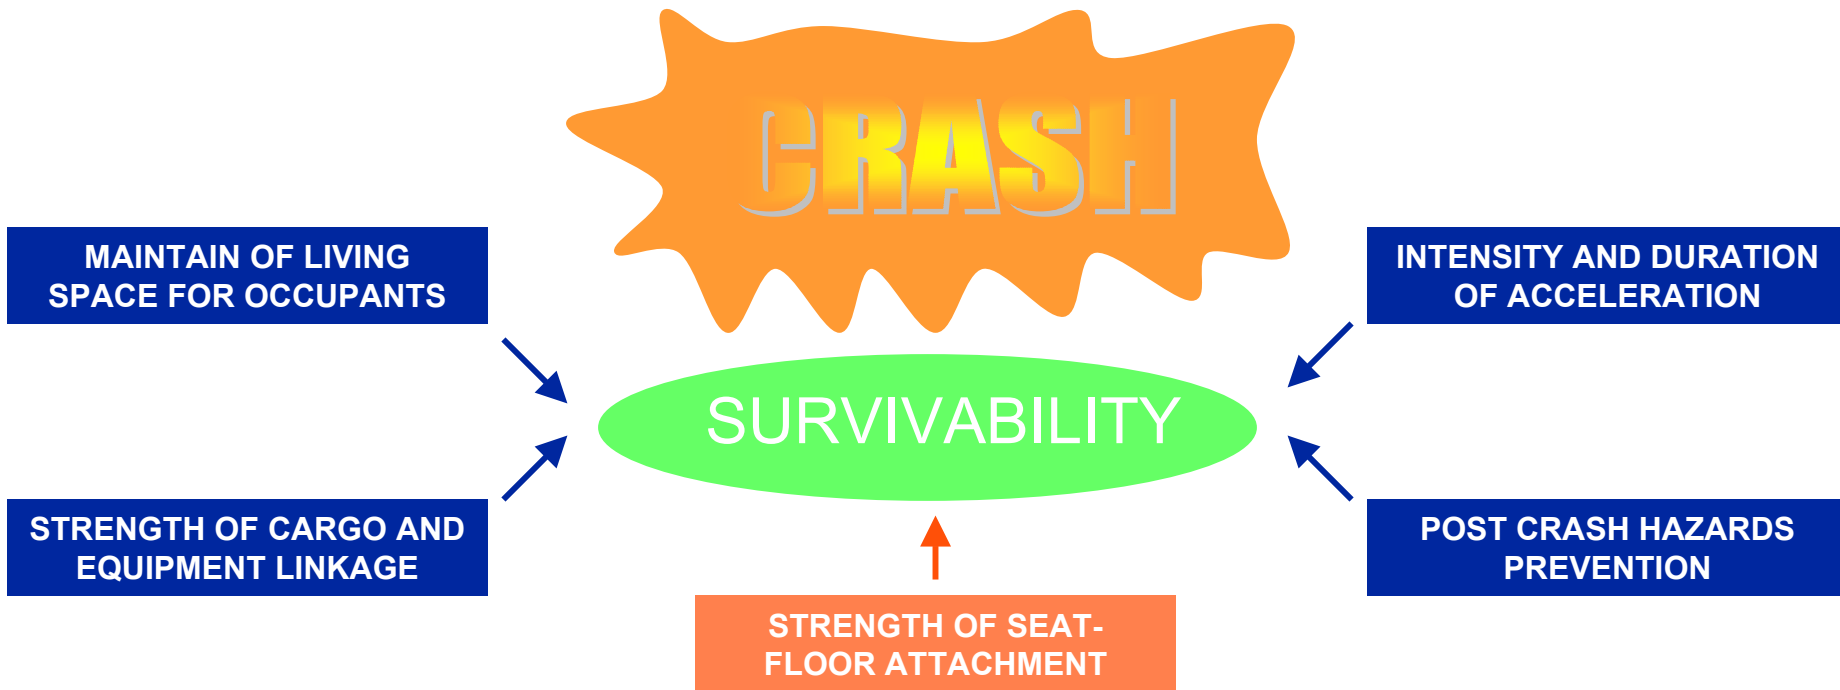 CRASH
MAINTAIN OF LIVING
SPACE FOR OCCUPANTS
INTENSITY AND DURATION
OF ACCELERATION
SURVIVABILITY
STRENGTH OF CARGO AND
EQUIPMENT LINKAGE
POST CRASH HAZARDS
PREVENTION
STRENGTH OF SEAT-
FLOOR ATTACHMENT